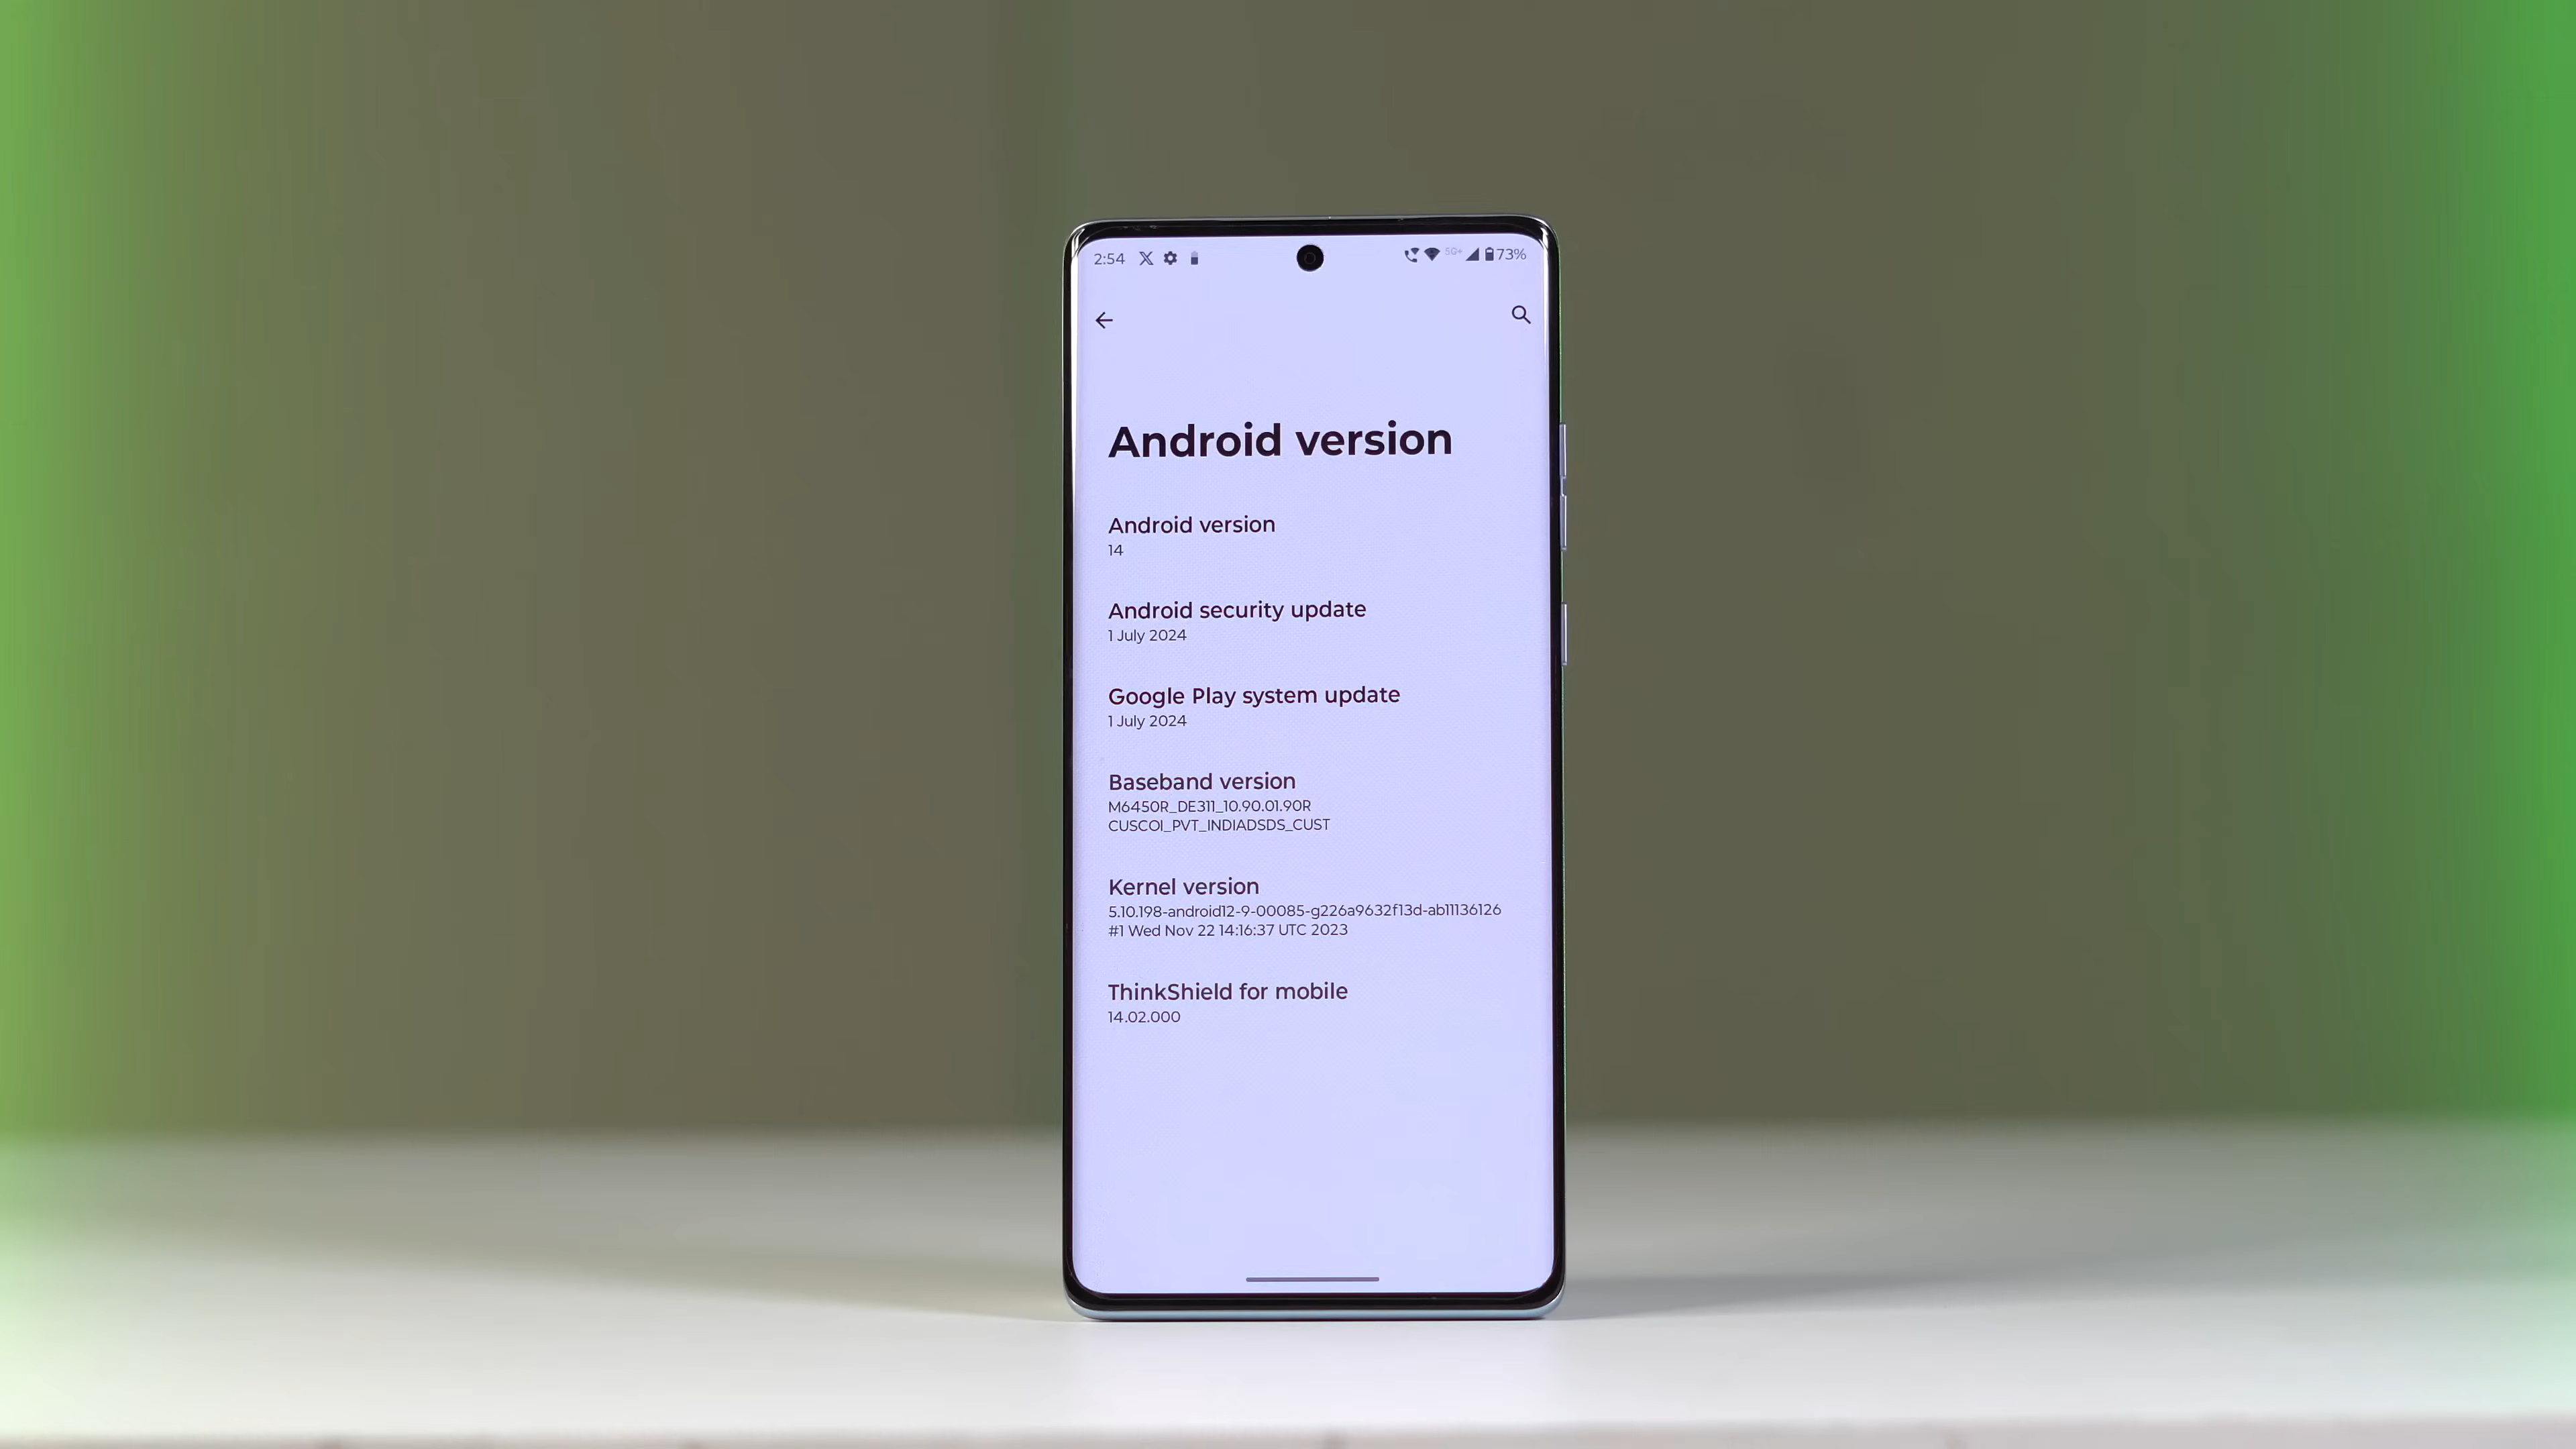 2:54 5G+ 73%
Android version
Android version
14
Android security update
1 July 2024
Google Play system update
1 July 2024
Baseband version
M6450R_DE311_10.90.01.90R
CUSCOI_PVT_INDIADSDS_CUST
Kernel version
5.10.198-android12-9-00085-g226a9632f13d-ab11136126
#1 Wed Nov 22 14:16:37 UTC 2023
ThinkShield for mobile
14.02.000